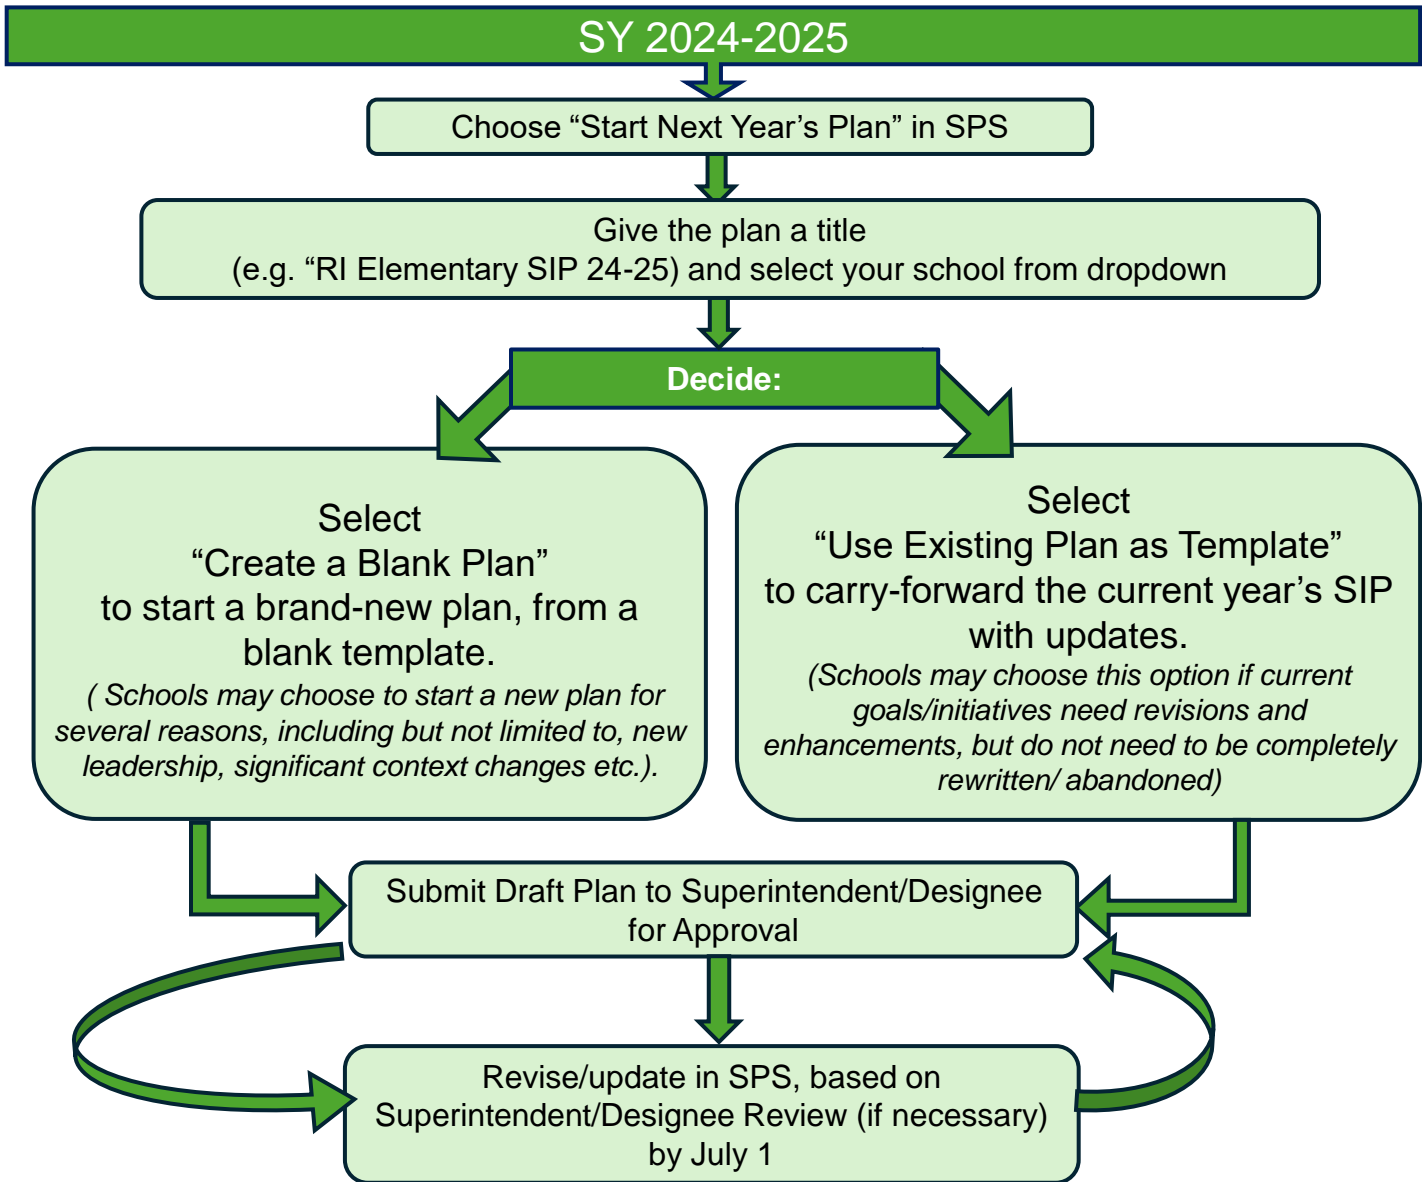 SY 2024-2025
Choose “Start Next Year’s Plan” in SPS
Give the plan a title
(e.g. “RI Elementary SIP 24-25) and select your school from dropdown
Decide:
Select
“Create a Blank Plan”
to start a brand-new plan, from a
blank template.
( Schools may choose to start a new plan for
several reasons, including but not limited to, new
leadership, significant context changes etc.).
Select
“Use Existing Plan as Template”
to carry-forward the current year’s SIP
with updates.
(Schools may choose this option if current
goals/initiatives need revisions and
enhancements, but do not need to be completely
rewritten/ abandoned)
Submit Draft Plan to Superintendent/Designee
for Approval
Revise/update in SPS, based on
Superintendent/Designee Review (if necessary)
by July 1